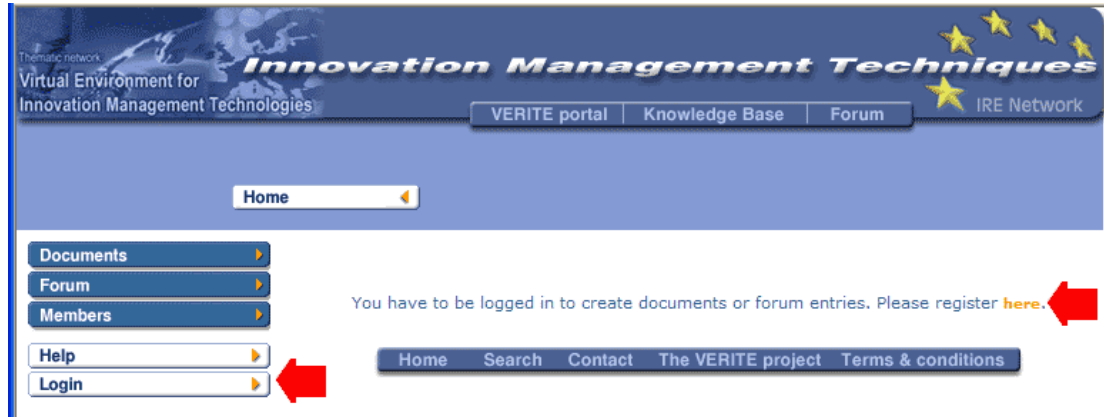 Thematic network
Virtual Environment for
Innovation Management Technologies
Innovation Management Techniques
IRE Network
VERITE portal | Knowledge Base | Forum
Home
Documents
Forum
Members
Help
Login
You have to be logged in to create documents or forum entries. Please register here.
Home Search Contact The VERITE project Terms & conditions